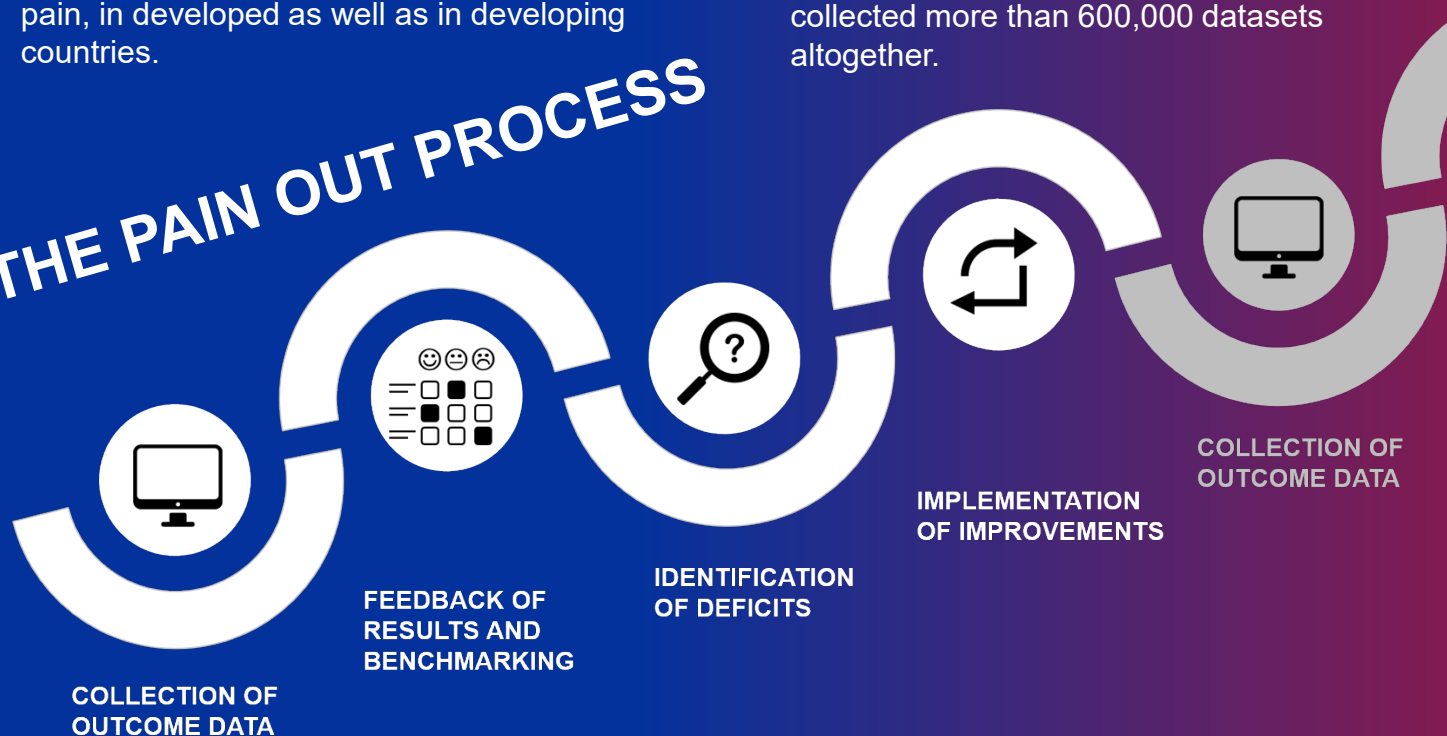 pain, in developed as well as in developing
countries.
collected more than 600,000 datasets
altogether.
THE PAIN OUT PROCESS
COLLECTION OF
OUTCOME DATA
FEEDBACK OF
RESULTS AND
BENCHMARKING
?
IDENTIFICATION
OF DEFICITS
IMPLEMENTATION
OF IMPROVEMENTS
COLLECTION OF
OUTCOME DATA